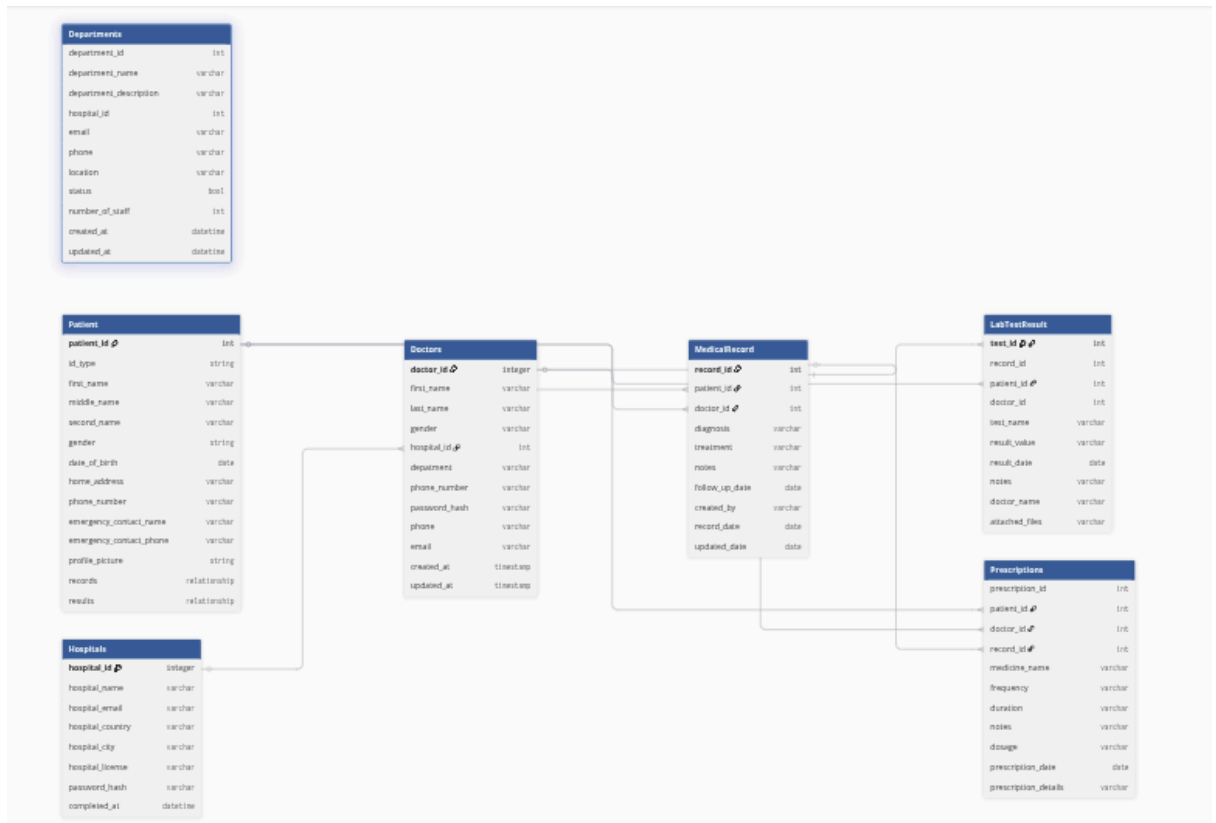 Departments
department_id int
department_name varchar
department_description varchar
hospital_id int
email varchar
phone varchar
location varchar
status bool
number_of_staff int
created_at datetime
updated_at datetime
Patient
patient_id int
id_type string
first_name varchar
middle_name varchar
second_name varchar
gender string
date_of_birth date
home_address varchar
phone_number varchar
emergency_contact_name varchar
emergency_contact_phone varchar
profile_picture string
records relationship
results relationship
Hospitals
hospital_id integer
hospital_name varchar
hospital_email varchar
hospital_country varchar
hospital_city varchar
hospital_license varchar
password_hash varchar
completed_at datetime
Doctors
doctor_id integer
first_name varchar
last_name varchar
gender varchar
hospital_id int
depatment varchar
phone_number varchar
password_hash varchar
phone varchar
email varchar
created_at timestamp
updated_at timestamp
MedicalRecord
record_id int
patient_id int
doctor_id int
diagnosis varchar
treatment varchar
notes varchar
follow_up_date date
created_by varchar
record_date date
updated_date date
LabTestResult
test_id int
record_id int
patient_id int
doctor_id int
test_name varchar
result_value varchar
result_date date
notes varchar
doctor_name varchar
attached_files varchar
Prescriptions
prescription_id int
patient_id int
doctor_id int
record_id int
medicine_name varchar
frequency varchar
duration varchar
notes varchar
dosage varchar
prescription_date date
prescription_details varchar